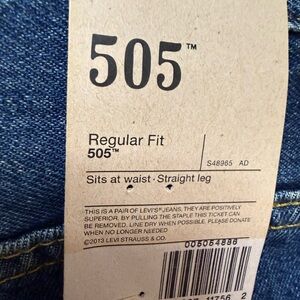 505™
Regular Fit
505™
S48965 AD
Sits at waist · Straight leg
THIS IS A PAIR OF LEVI'S® JEANS. THEY ARE POSITIVELY
SUPERIOR. BY PULLING THE STAPLE THIS TICKET CAN
BE REMOVED. LINE DRY WHEN POSSIBLE. PLEASE DONATE
WHEN NO LONGER NEEDED
©2013 LEVI STRAUSS & CO.
005054886